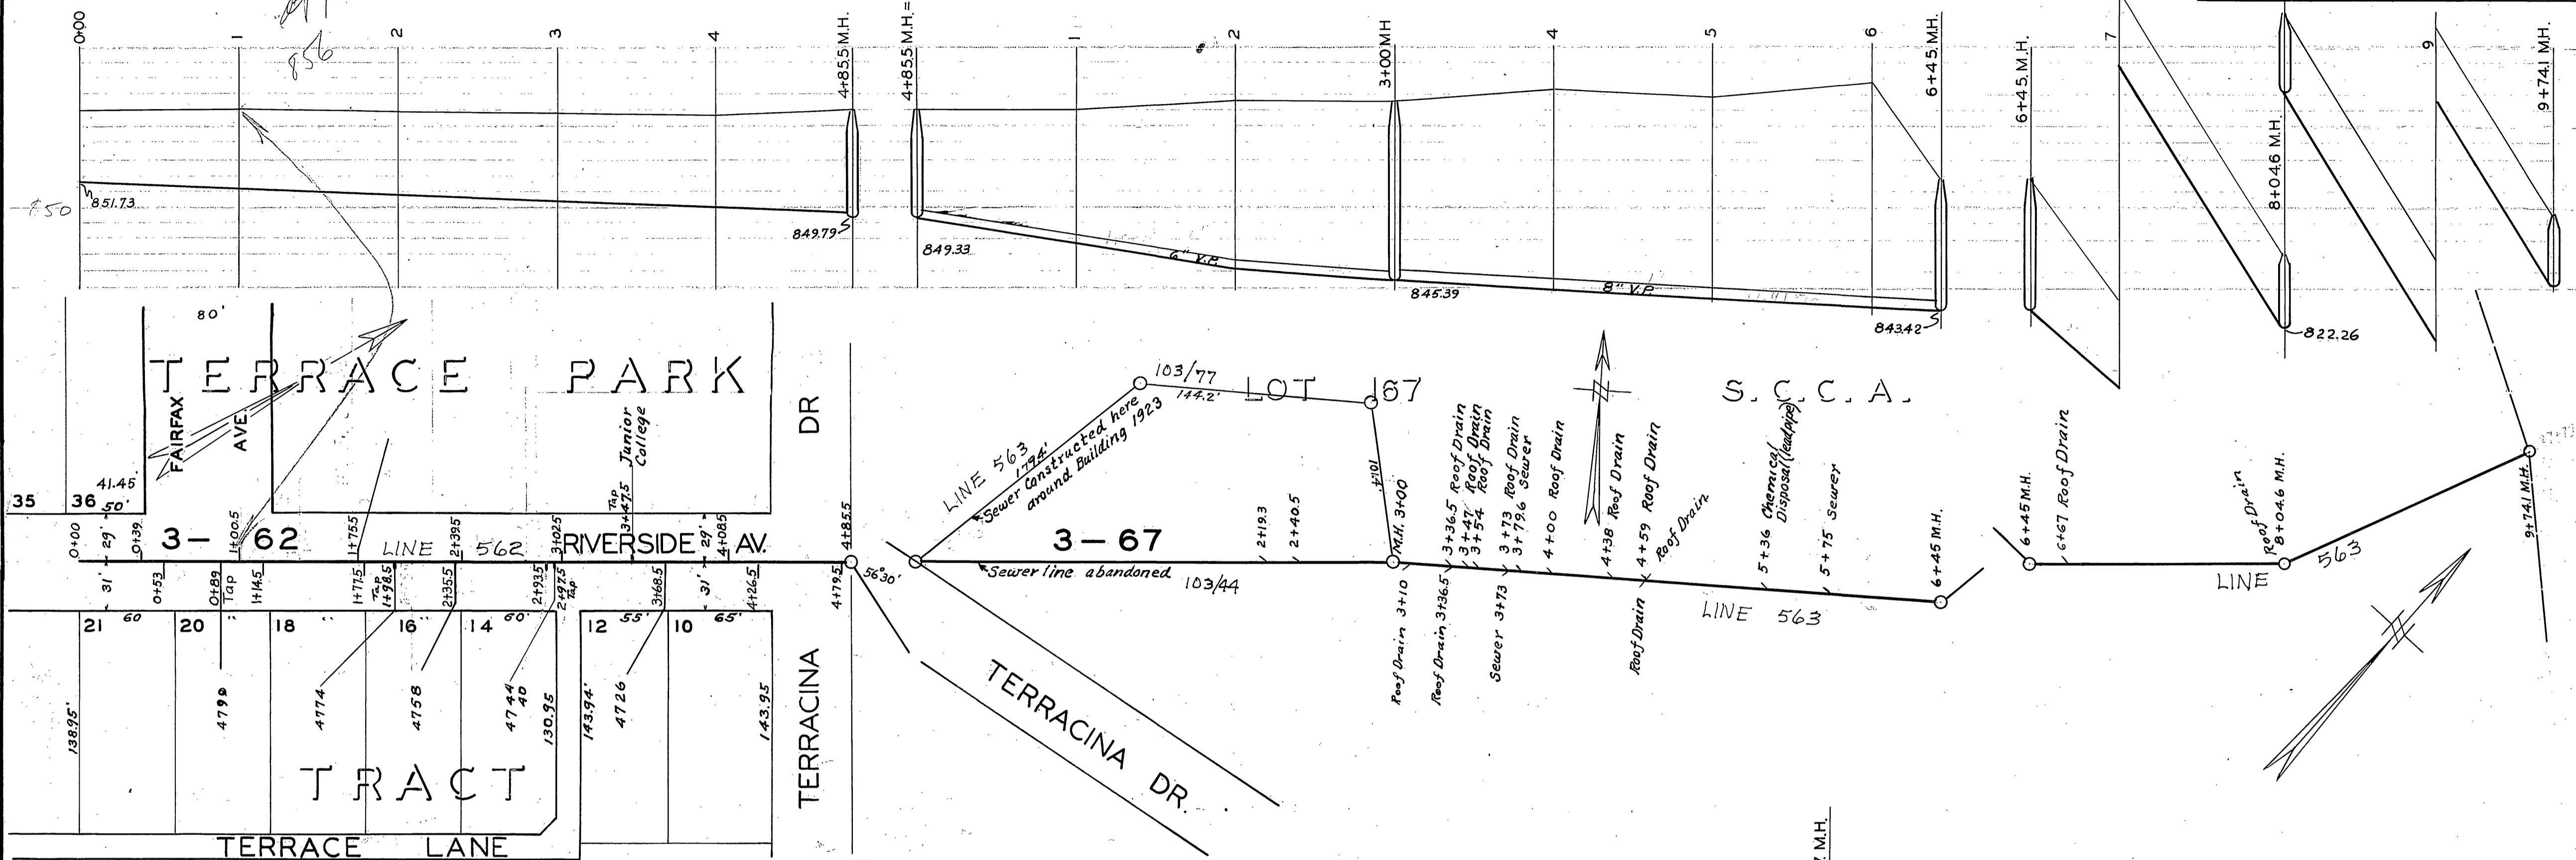 0+00
1
2
3
4
4+85.5 M.H.
4+85.5 M.H. =
1
2
3+00 MH
4
5
6
6+45. M.H.
6+45. M.H.
7
8+04.6 M.H.
9
9+74.1 M.H.
856
851.73
849.79
849.33
6" V.P.
845.39
8" V.P.
843.42
822.26
80'
TERRACE PARK
FAIRFAX AVE.
41.45
35
36
50'
Junior College
DR
LINE 563
179.4'
Sewer Constructed here
around Building 1923
103/77
144.2'
LOT 67
S.C.C.A.
101.4
0+00
29'
0+39
3-62
1+00.5
1+75.5
LINE 562
2+39.5
3+02.5
Tap
3+47.5
RIVERSIDE AV.
4+08.5
29'
4+85.5
31'
0+53
0+89
Tap
1+14.5
1+77.5
Tap
1+98.5
2+35.5
2+93.5
2+97.5
Tap
3+68.5
31'
4+26.5
4+79.5
56°30'
3-67
Sewer line abandoned
103/44
2+19.3
2+40.5
M.H. 3+00
3+36.5 Roof Drain
3+47 Roof Drain
3+54 Roof Drain
3+73 Roof Drain
3+79.6 Sewer
4+00 Roof Drain
4+38 Roof Drain
4+59 Roof Drain
Roof Drain
5+36 Chemical
Disposal (lead pipe)
5+75 Sewer
6+45 M.H.
6+45 M.H.
6+67 Roof Drain
Roof Drain
8+04.6 M.H.
563
LINE
9+74.1 M.H.
Roof Drain 3+10
Roof Drain 3+36.5
Sewer 3+73
Roof Drain
LINE 563
21
60
20
"
18
"
16
"
14
60'
12
55'
10
65'
138.95'
4790
4774
4758
4744
40
130.95
143.94'
4726
143.95
TRACT
TERRACINA
TERRACINA DR.
TERRACE LANE
M.H.